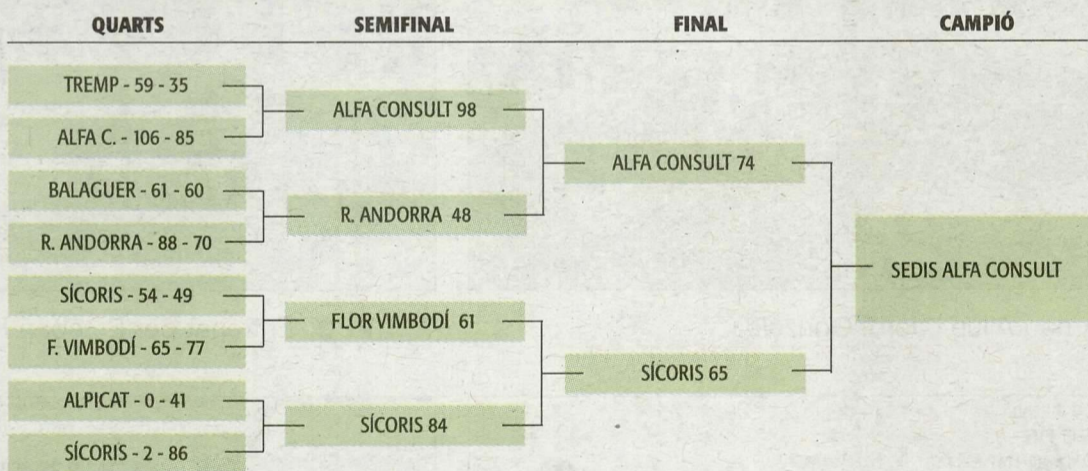 QUARTS
SEMIFINAL
FINAL
CAMPIÓ
TREMP - 59 - 35
ALFA C. - 106 - 85
BALAGUER - 61 - 60
R. ANDORRA - 88 - 70
SÍCORIS - 54 - 49
F. VIMBODÍ - 65 - 77
ALPICAT - 0 - 41
SÍCORIS - 2 - 86
ALFA CONSULT 98
R. ANDORRA 48
FLOR VIMBODÍ 61
SÍCORIS 84
ALFA CONSULT 74
SÍCORIS 65
SEDIS ALFA CONSULT